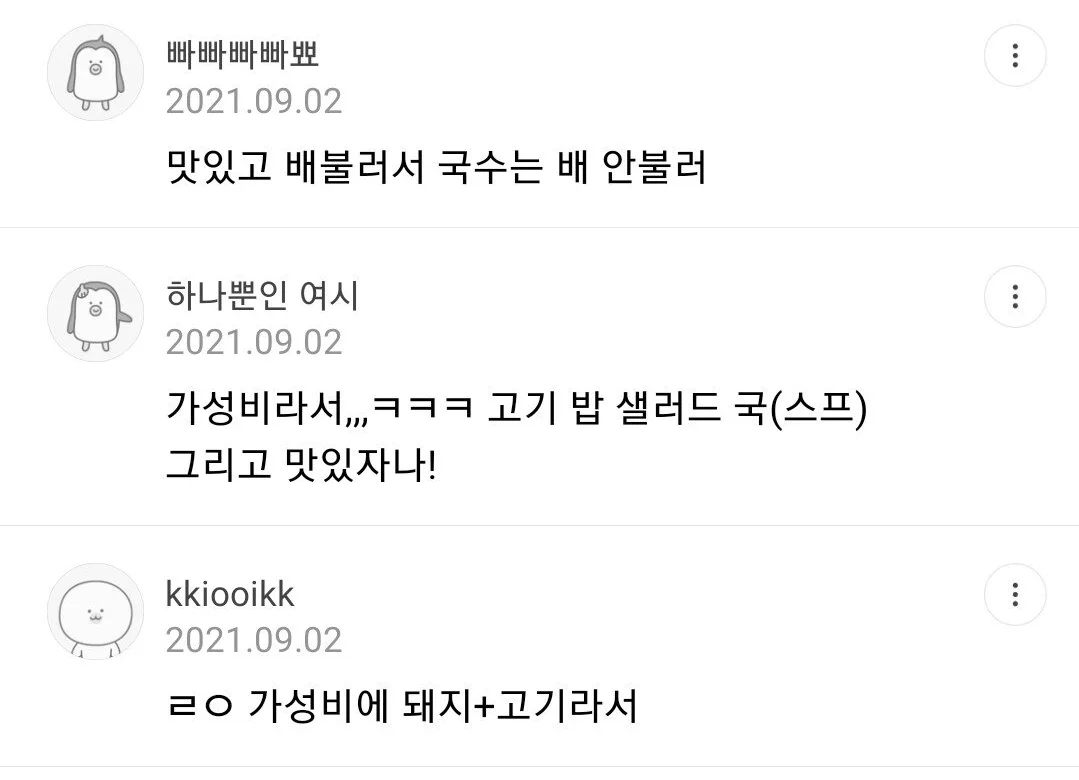 빠빠빠빠뾰
2021.09.02
맛있고 배불러서 국수는 배 안불러
하나뿐인 여시
2021.09.02
가성비라서,,,ㅋㅋㅋ 고기 밥 샐러드 국(스프)
그리고 맛있자나!
kkiooikk
2021.09.02
ㄹㅇ 가성비에 돼지+고기라서